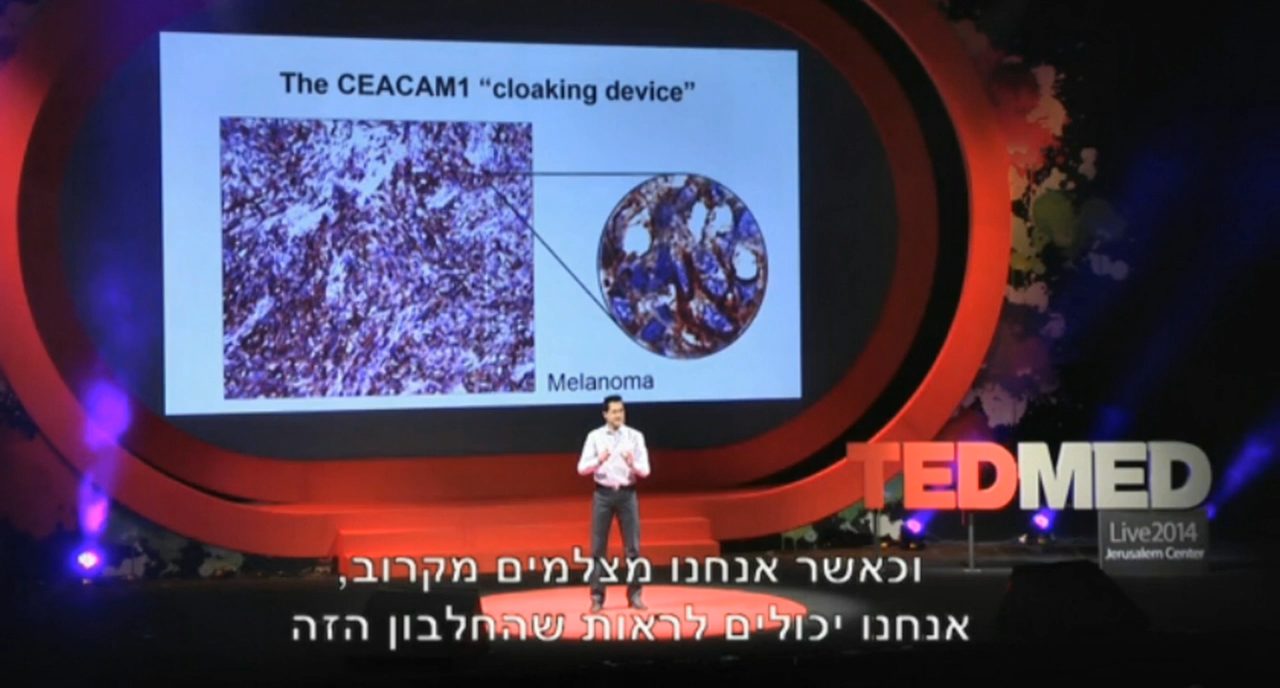 The CEACAM1 “cloaking device”
Melanoma
TEDMED
Live2014
Jerusalem Center
וכאשר אנחנו מצלמים מקרוב,
אנחנו יכולים לראות שהחלבון הזה